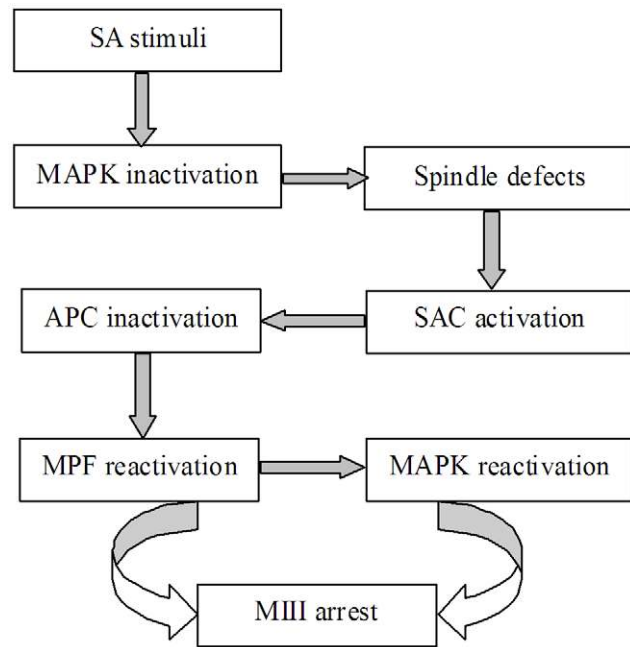 SA stimuli
MAPK inactivation
Spindle defects
APC inactivation
SAC activation
MPF reactivation
MAPK reactivation
MIII arrest